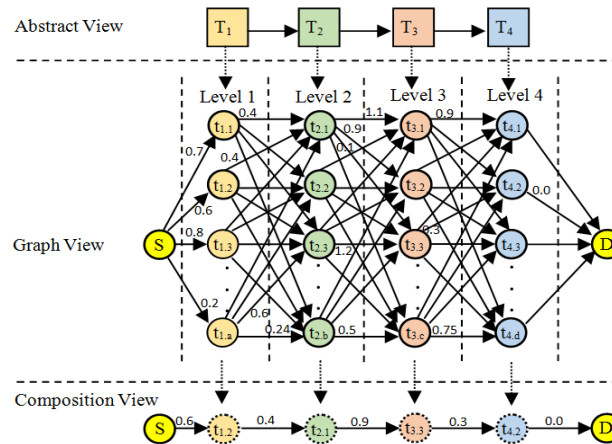 Abstract View
T1 T2 T3 T4
Level 1 Level 2 Level 3 Level 4
0.4 1.1 0.9
t1.1 t2.1 t3.1 t4.1
0.7 0.4 0.9 0.1
t1.2 t2.2 t3.2 t4.2
0.6 0.0
Graph View
S 0.8 t1.3 t2.3 1.2 t3.3 0.3 t4.3 D
0.2 0.6
t1.a 0.24 t2.b 0.5 t3.c 0.75 t4.d
Composition View
S 0.6 t1.2 0.4 t2.1 0.9 t3.3 0.3 t4.2 0.0 D